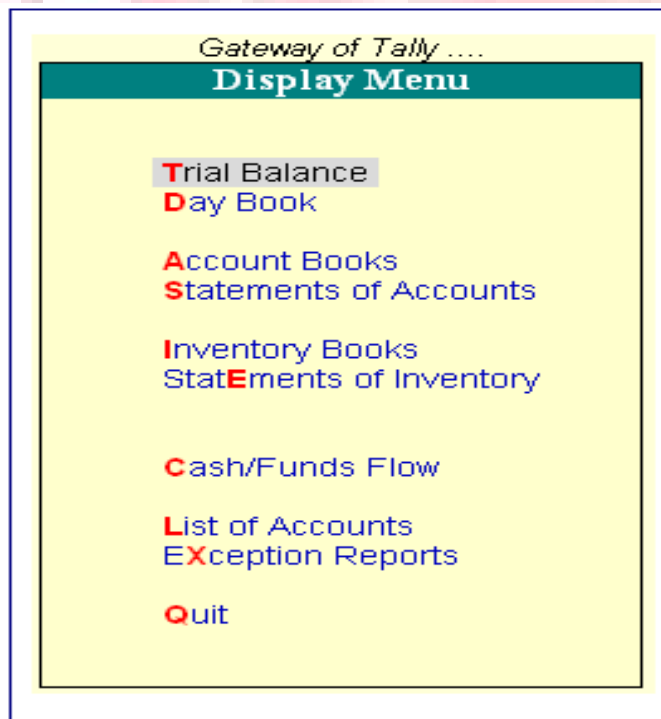 Gateway of Tally ....
Display Menu
Trial Balance
Day Book
Account Books
Statements of Accounts
Inventory Books
StatEments of Inventory
Cash/Funds Flow
List of Accounts
EXception Reports
Quit